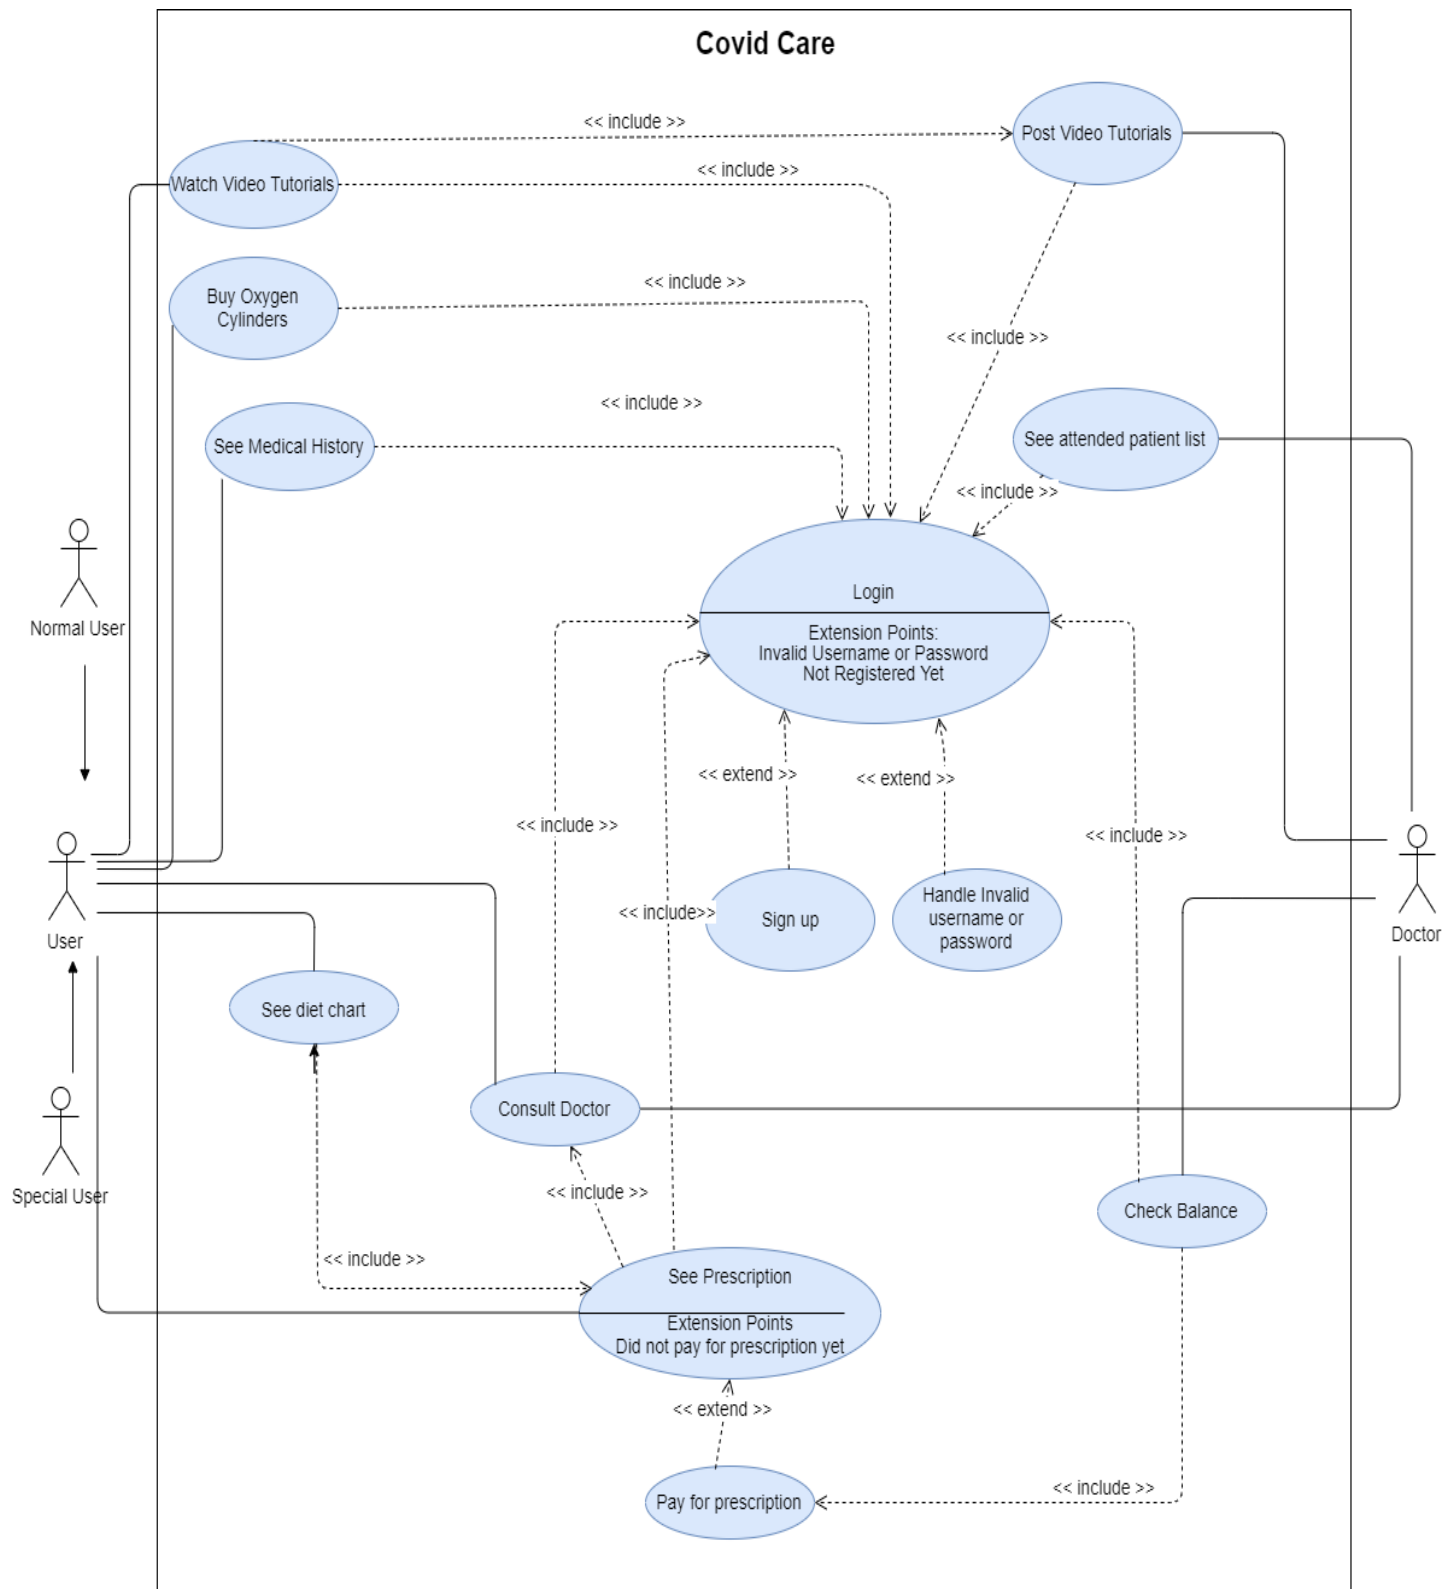 Covid Care
<< include >>
Post Video Tutorials
<< include >>
Watch Video Tutorials
<< include >>
Buy Oxygen
Cylinders
<< include >>
<< include >>
See Medical History
See attended patient list
<< include >>
Login
Extension Points:
Invalid Username or Password
Not Registered Yet
Normal User
<< extend >>
<< extend >>
<< include >>
<< include >>
Handle Invalid
username or
password
<< include>>
Sign up
User
Doctor
See diet chart
Consult Doctor
<< include >>
Special User
Check Balance
<< include >>
See Prescription
Extension Points
Did not pay for prescription yet
<< extend >>
<< include >>
Pay for prescription